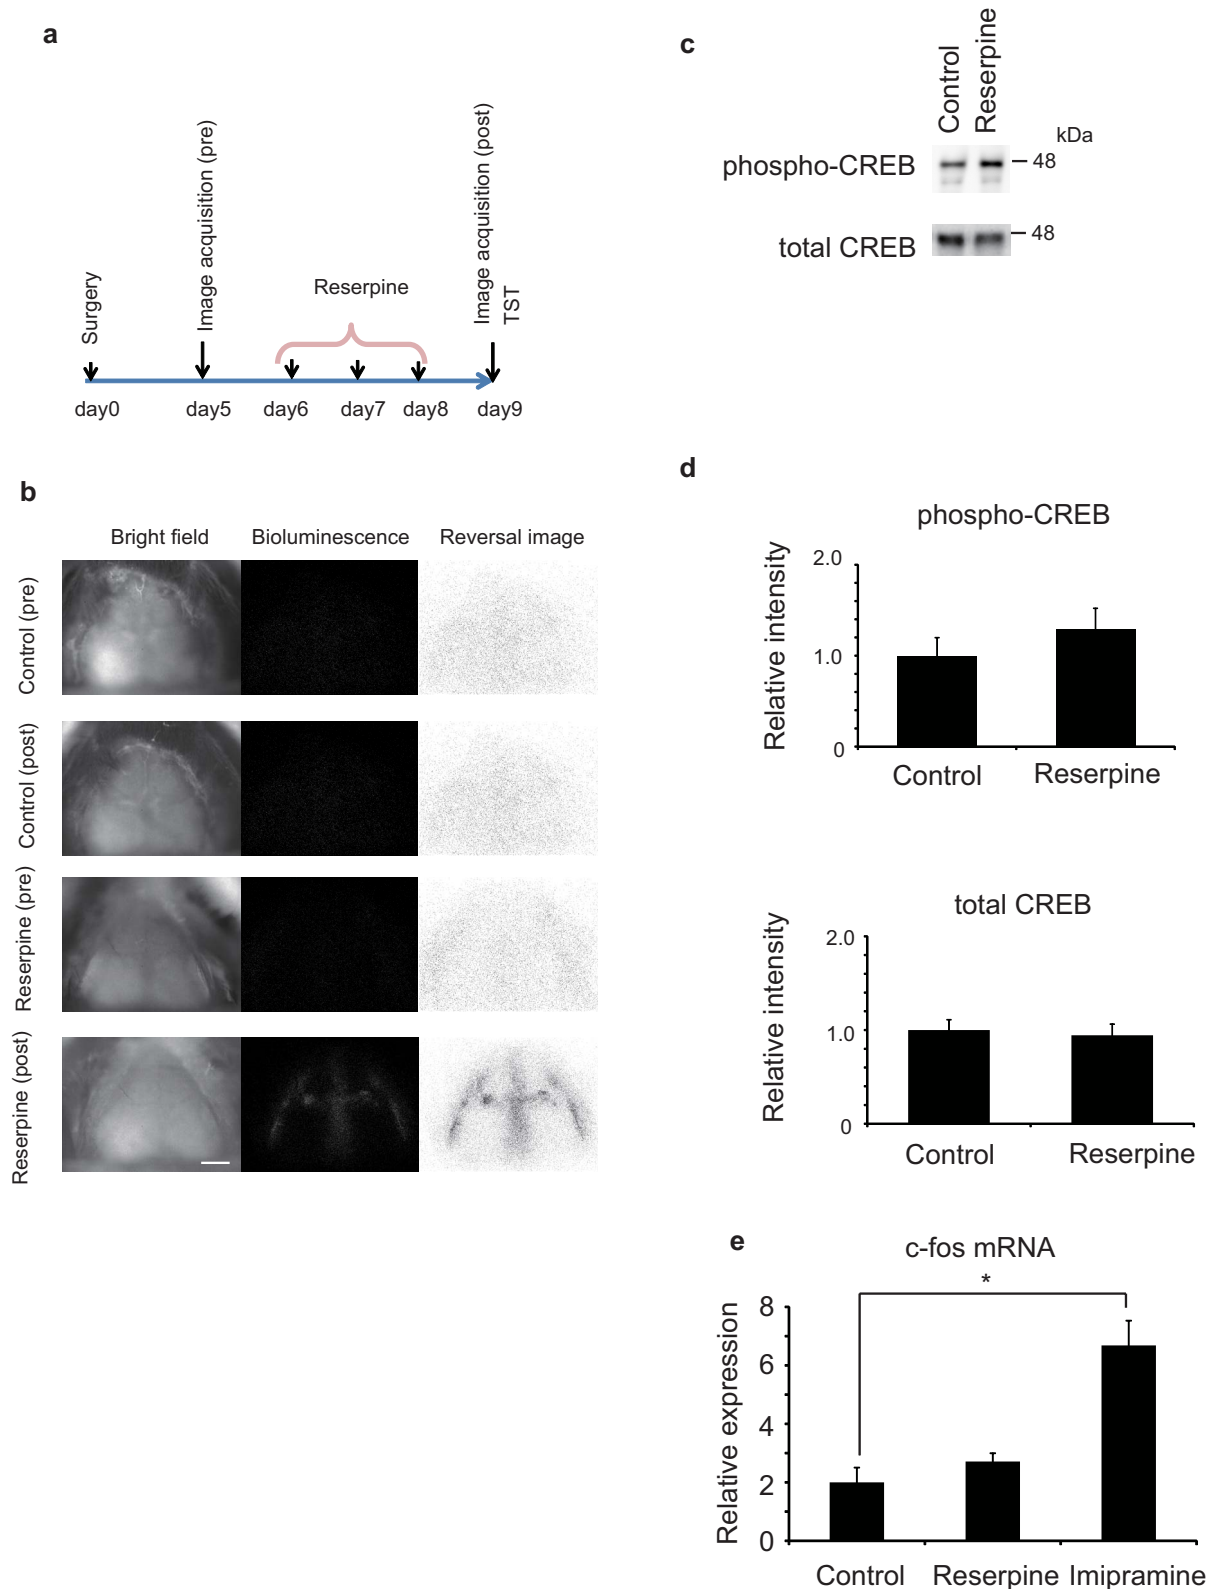 a
Surgery
Image acquisition (pre)
Reserpine
Image acquisition (post)
TST
day0 day5 day6 day7 day8 day9
b
Bright field Bioluminescence Reversal image
Control (pre)
Control (post)
Reserpine (pre)
Reserpine (post)
c
Control
Reserpine
kDa
phospho-CREB 48
total CREB 48
d
phospho-CREB
Relative intensity
2.0
1.0
0
Control Reserpine
total CREB
Relative intensity
2.0
1.0
0
Control Reserpine
e
c-fos mRNA
*
Relative expression
8
6
4
2
0
Control Reserpine Imipramine